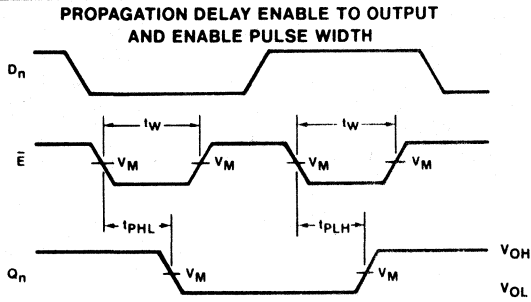 PROPAGATION DELAY ENABLE TO OUTPUT
AND ENABLE PULSE WIDTH
Dn
tW tW
E̅
VM VM VM VM
tPHL tPLH
VOH
Qn VM VM
VOL